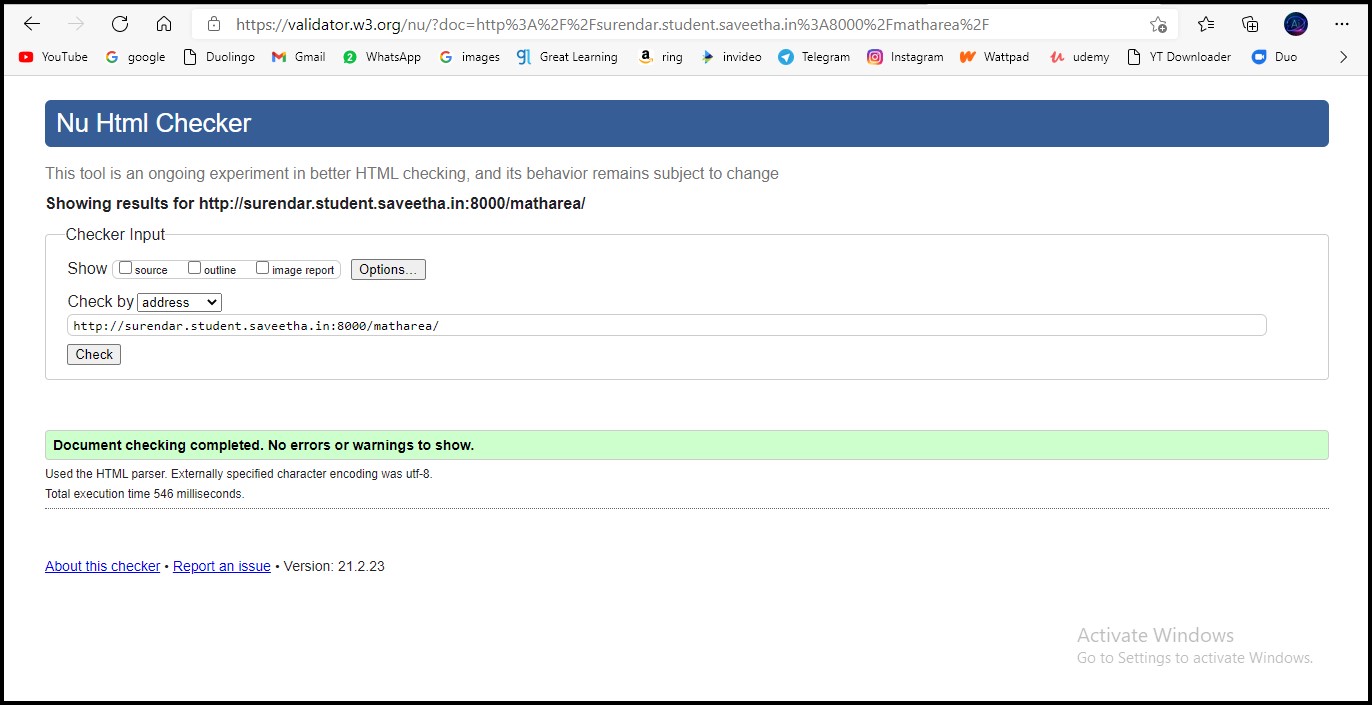 https://validator.w3.org/nu/?doc=http%3A%2F%2Fsurendar.student.saveetha.in%3A8000%2Fmatharea%2F
YouTube google Duolingo Gmail 2 WhatsApp images gl Great Learning a ring invideo Telegram Instagram Wattpad udemy YT Downloader Duo
Nu Html Checker
This tool is an ongoing experiment in better HTML checking, and its behavior remains subject to change
Showing results for http://surendar.student.saveetha.in:8000/matharea/
Checker Input
Show source outline image report Options...
Check by address
http://surendar.student.saveetha.in:8000/matharea/
Check
Document checking completed. No errors or warnings to show.
Used the HTML parser. Externally specified character encoding was utf-8.
Total execution time 546 milliseconds.
About this checker • Report an issue • Version: 21.2.23
Activate Windows
Go to Settings to activate Windows.